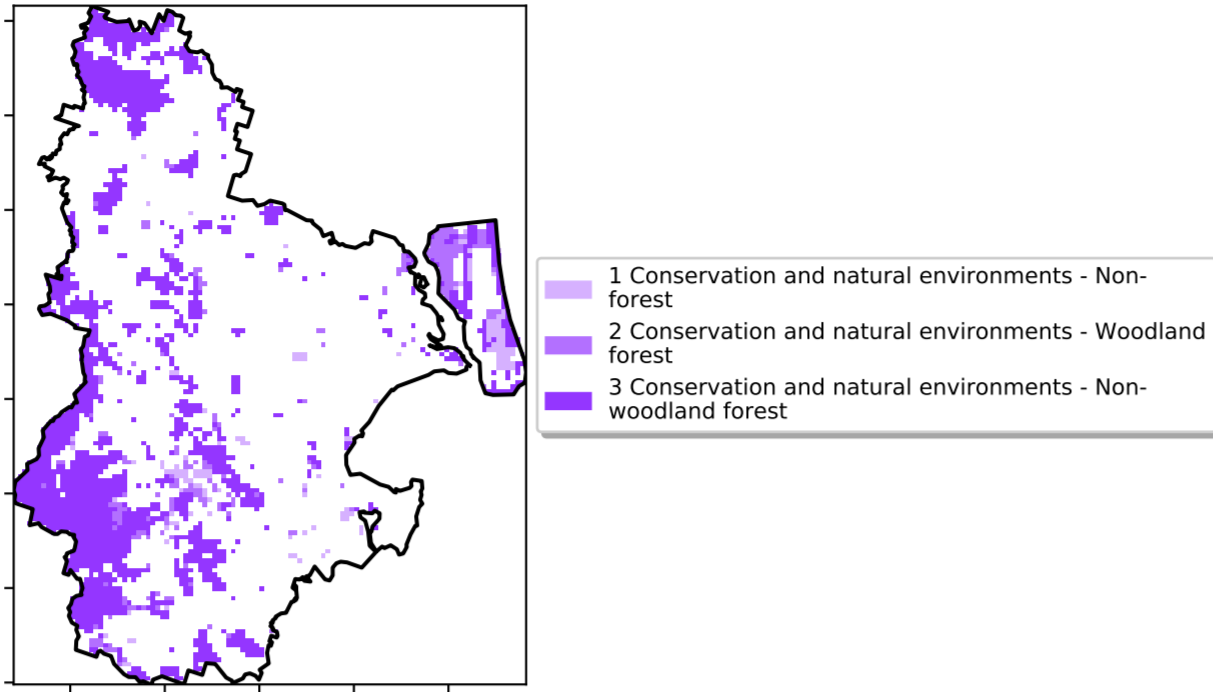 1 Conservation and natural environments - Non-
forest
2 Conservation and natural environments - Woodland
forest
3 Conservation and natural environments - Non-
woodland forest